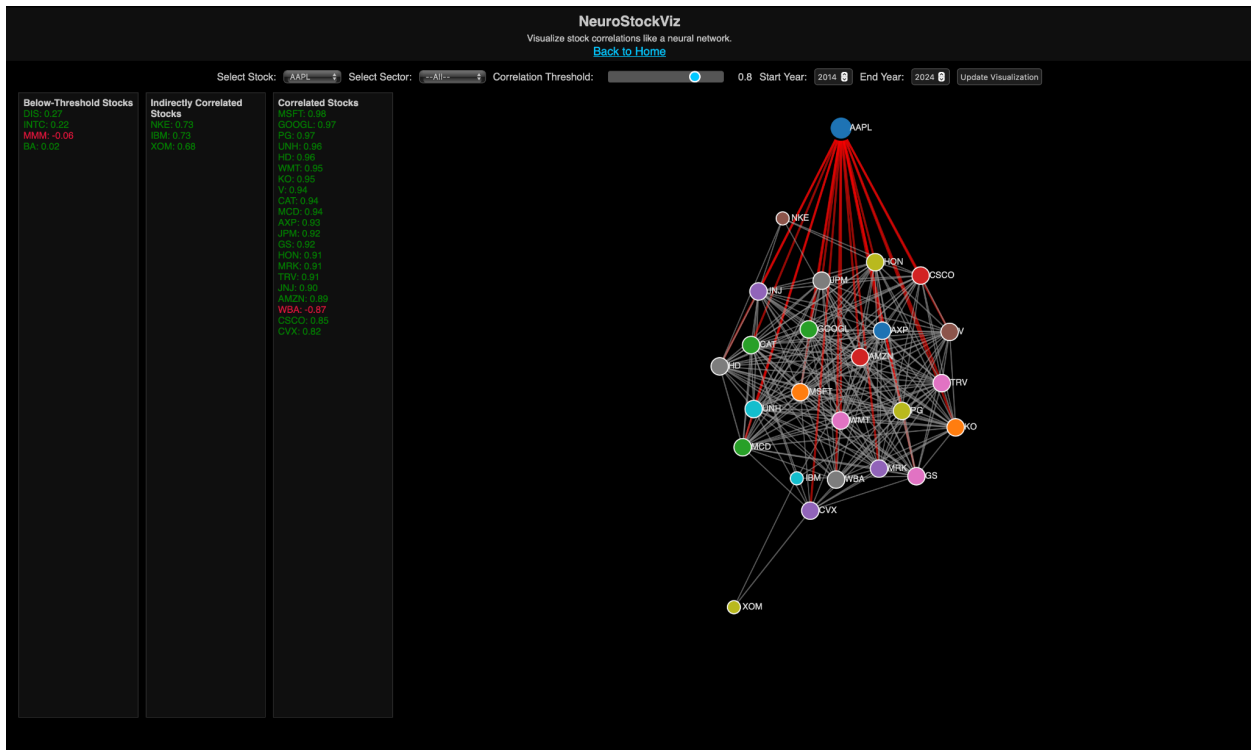 NeuroStockViz
Visualize stock correlations like a neural network.
Back to Home
Select Stock: AAPL Select Sector: --All-- Correlation Threshold: 0.8 Start Year: 2014 End Year: 2024 Update Visualization
Below-Threshold Stocks
DIS: 0.27
INTC: 0.22
MMM: -0.06
BA: 0.02
Indirectly Correlated
Stocks
NKE: 0.73
IBM: 0.73
XOM: 0.68
Correlated Stocks
MSFT: 0.98
GOOGL: 0.97
PG: 0.97
UNH: 0.96
HD: 0.96
WMT: 0.95
KO: 0.95
V: 0.94
CAT: 0.94
MCD: 0.94
AXP: 0.93
JPM: 0.92
GS: 0.92
HON: 0.91
MRK: 0.91
TRV: 0.91
JNJ: 0.90
AMZN: 0.89
WBA: -0.87
CSCO: 0.85
CVX: 0.82
AAPL
NKE
HON
CSCO
JPM
JNJ
GOOGL
AXP
V
CAT
AMZN
HD
TRV
MSFT
UNH
PG
WMT
KO
MCD
MRK
GS
IBM
WBA
CVX
XOM